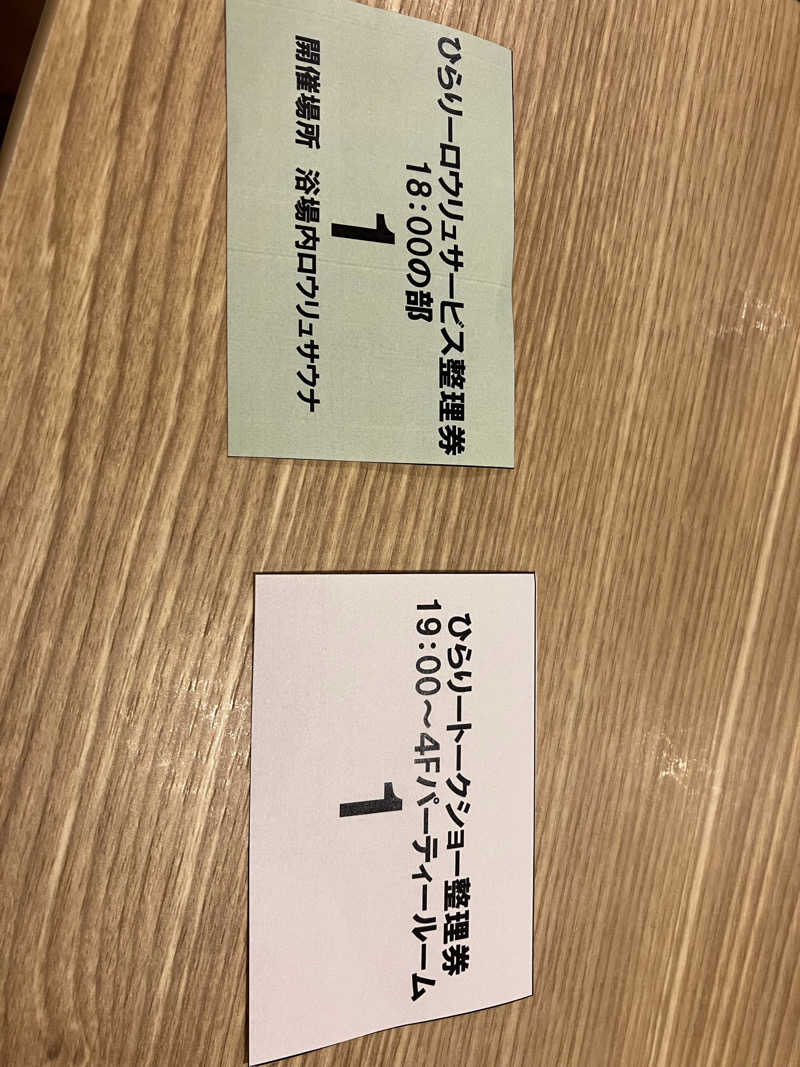 ひらりーロウリュサービス整理券
18:00の部
1
開催場所 浴場内ロウリュサウナ
ひらりートークショー整理券
19:00〜4Fパーティールーム
1